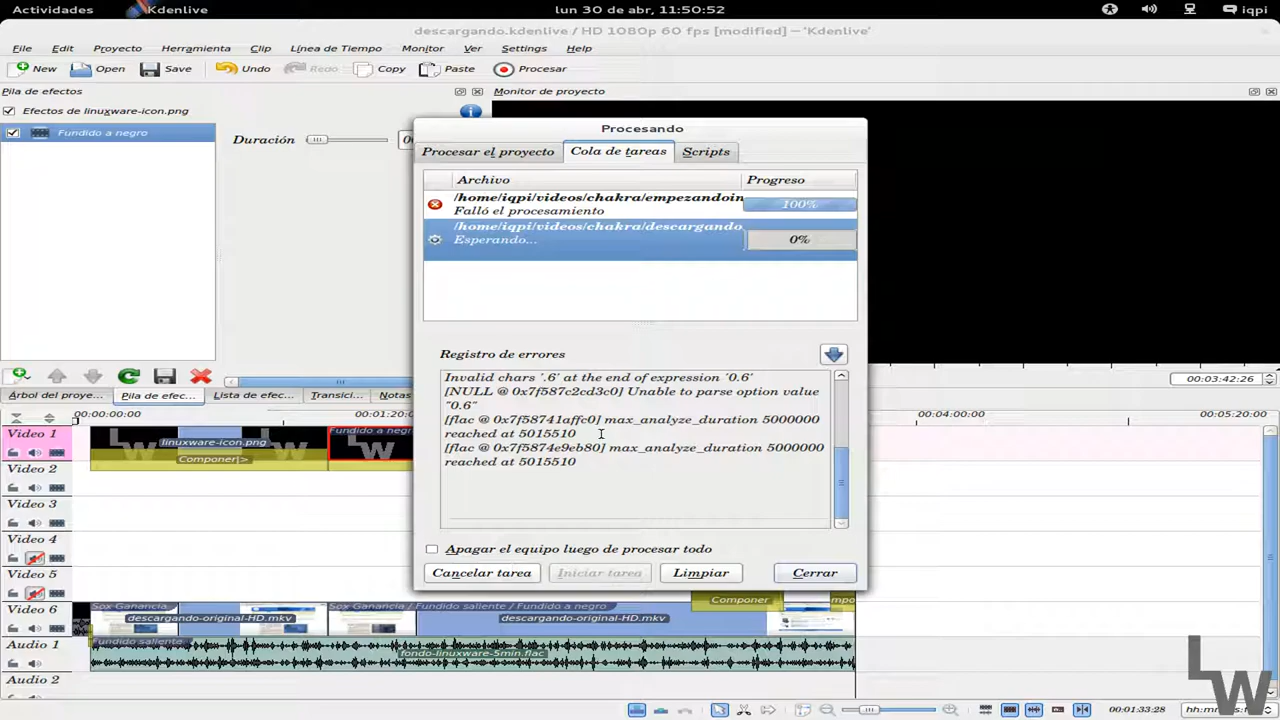 Actividades
Kdenlive
lun 30 de abr, 11:50:52
iqpi
descargando.kdenlive / HD 1080p 60 fps [modified] – 'Kdenlive'
File Edit Proyecto Herramienta Clip Línea de Tiempo Monitor Ver Settings Help
New Open Save Undo Redo Copy Paste Procesar
Pila de efectos
Monitor de proyecto
Efectos de linuxware-icon.png
Fundido a negro
Duración
Procesando
Procesar el proyecto Cola de tareas Scripts
Archivo Progreso
/home/iqpi/videos/chakra/empezandoin
Falló el procesamiento
100%
/home/iqpi/videos/chakra/descargando
Esperando...
0%
Registro de errores
Invalid chars '.6' at the end of expression '0.6'
[NULL @ 0x7f587c2cd3c0] Unable to parse option value
"0.6"
[flac @ 0x7f58741affc0] max_analyze_duration 5000000
reached at 5015510
[flac @ 0x7f5874e9eb80] max_analyze_duration 5000000
reached at 5015510
Apagar el equipo luego de procesar todo
Cancelar tarea Iniciar tarea Limpiar Cerrar
00:03:42:26
Árbol del proyec... Pila de efec... Lista de efec... Transici... Notas
00:00:00:00 00:01:20: 00:04:00:00 00:05:20:00
Video 1
linuxware-icon.png
Componer|>
Fundido a negro
Video 2
Video 3
Video 4
Video 5
Componer
Video 6
Sox Ganancia
Sox Ganancia / Fundido saliente / Fundido a negro
descargando-original-HD.mkv
descargando-original-HD.mkv
Audio 1
Fundido saliente
fondo-linuxware-5min.flac
Audio 2
LW
00:01:33:28